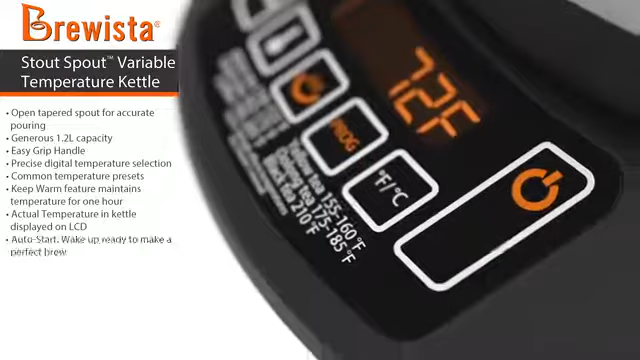 Brewista®
Stout Spout™ Variable
Temperature Kettle
• Open tapered spout for accurate
pouring
• Generous 1.2L capacity
• Easy Grip Handle
• Precise digital temperature selection
• Common temperature presets
• Keep Warm feature maintains
temperature for one hour
• Actual Temperature in kettle
displayed on LCD
• Auto-Start. Wake up ready to make a
perfect brew
72F
PROG
°F/°C
Yellow tea 155-160°F
Oolong tea 175-185°F
Black tea 210°F